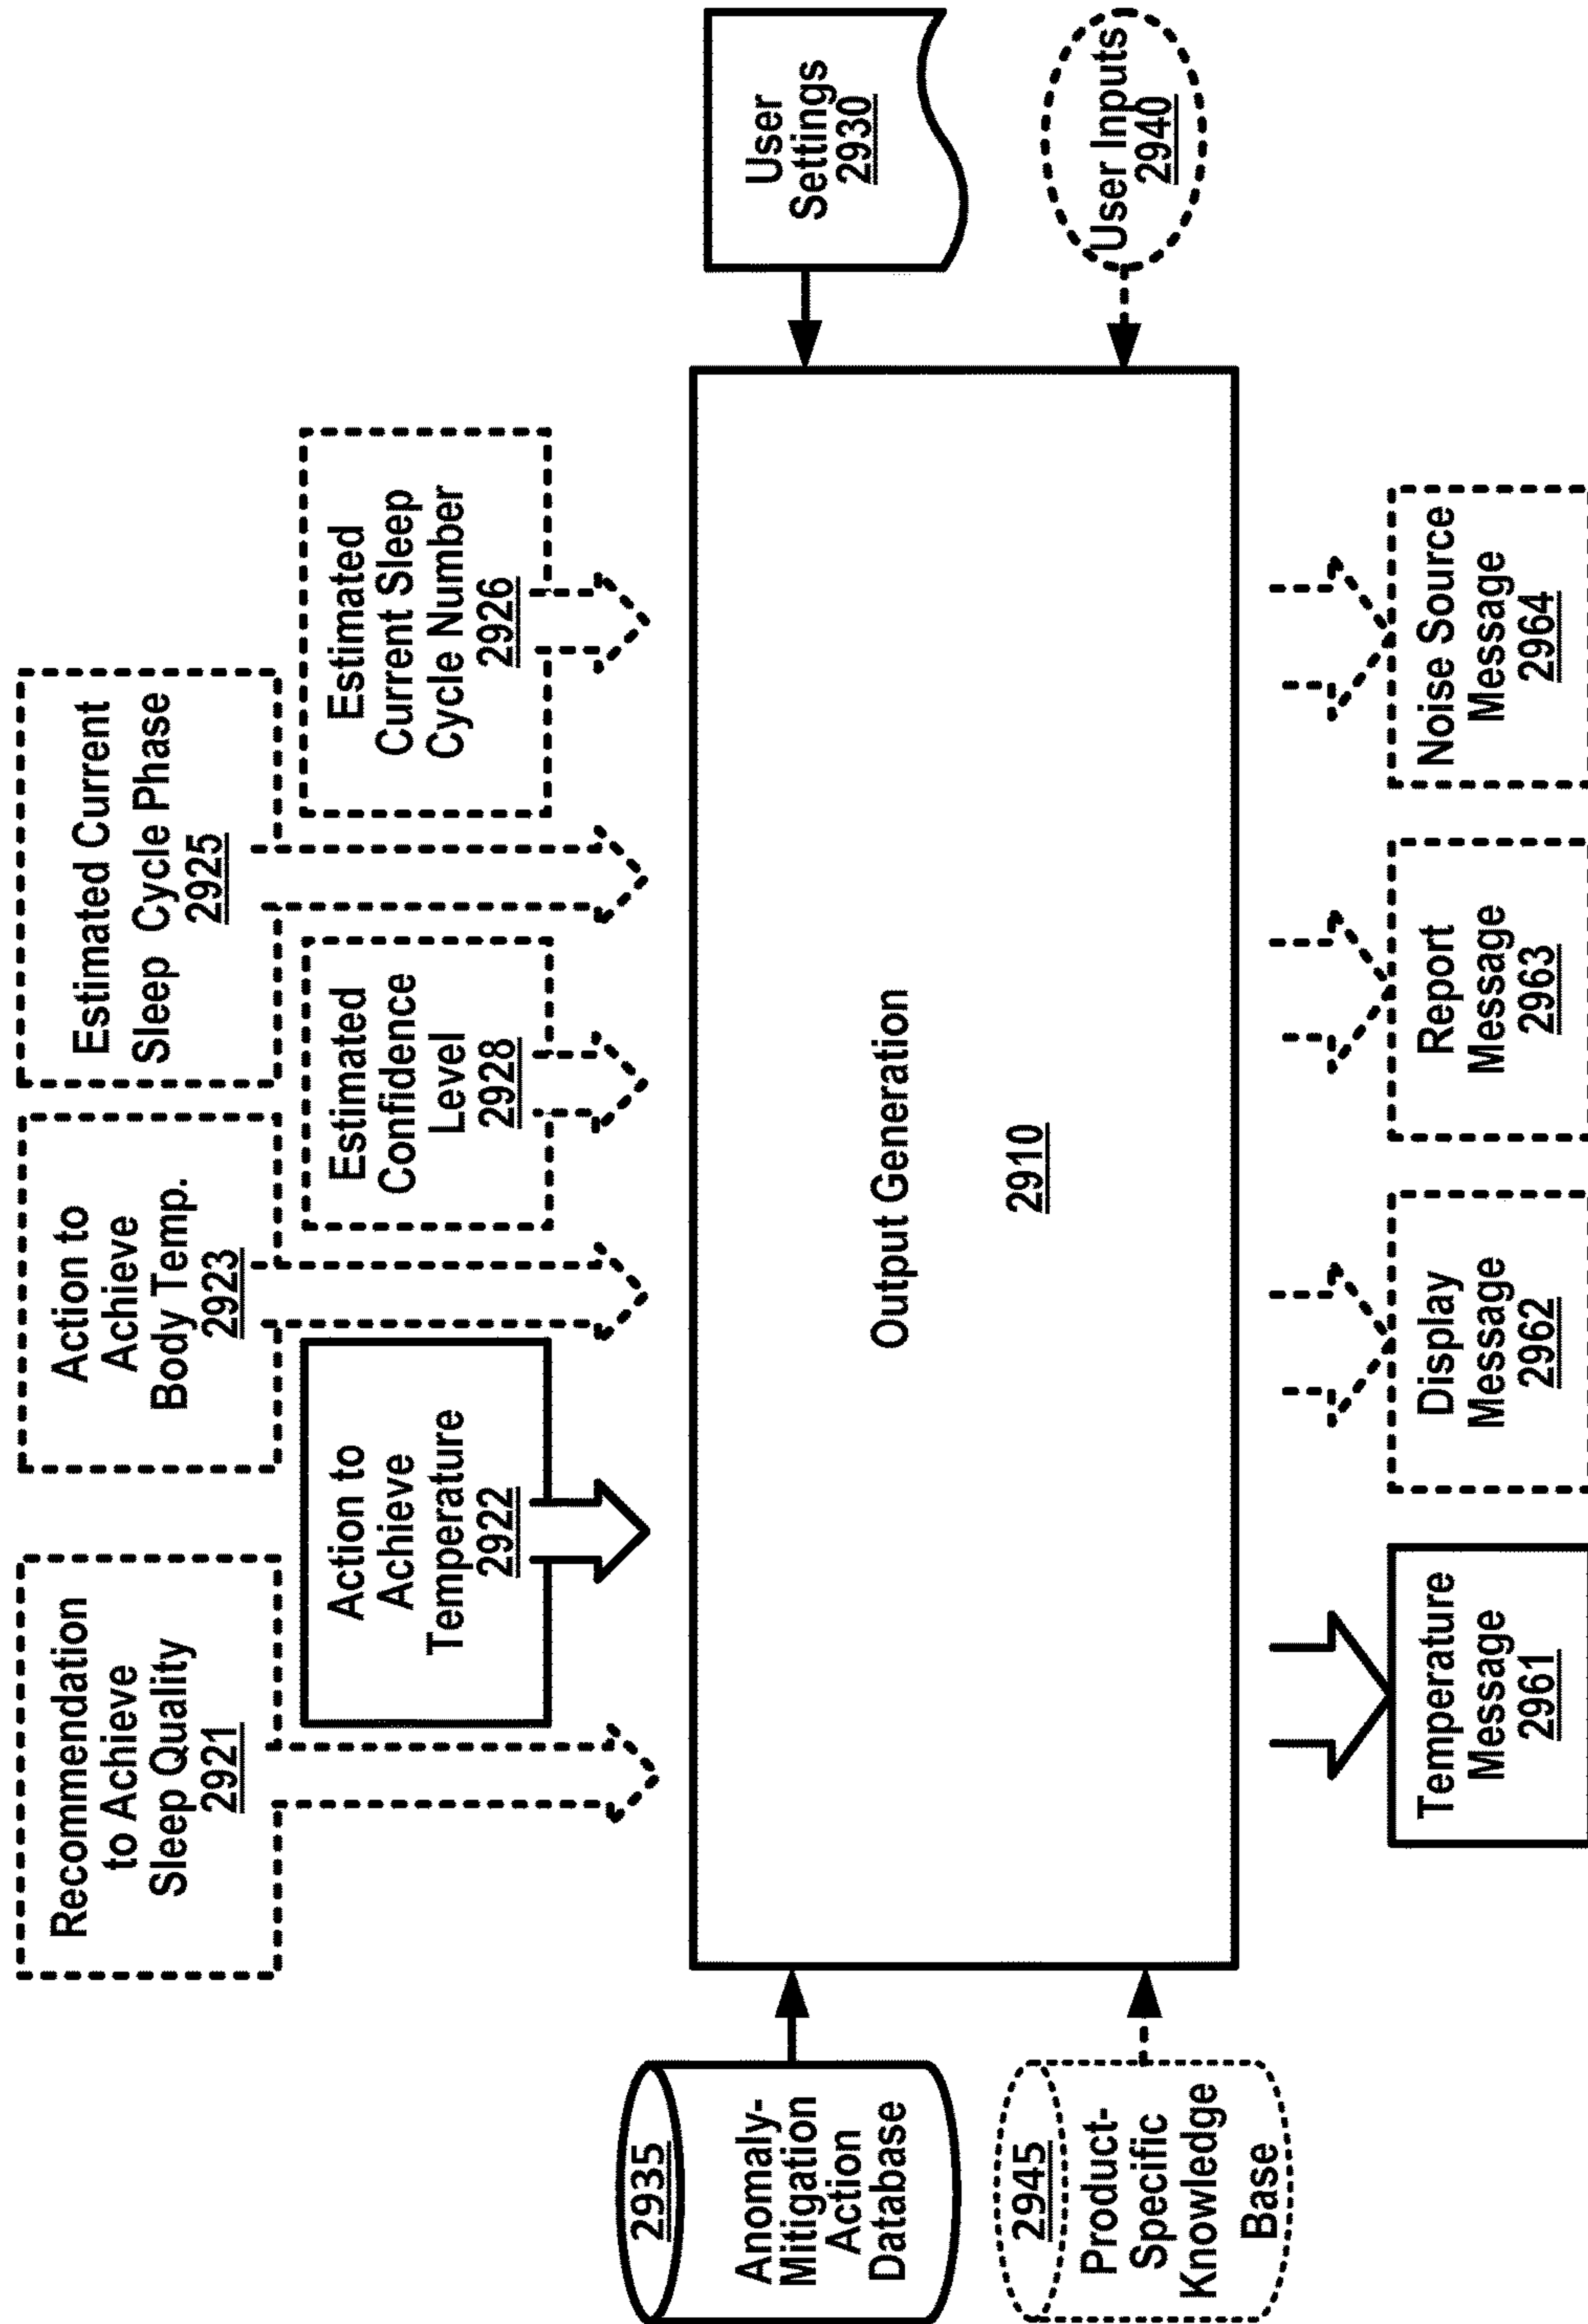 Recommendation
to Achieve
Sleep Quality
2921
Action to
Achieve
Body Temp.
2923
Estimated Current
Sleep Cycle Phase
2925
Action to
Achieve
Temperature
2922
Estimated
Confidence
Level
2928
Estimated
Current Sleep
Cycle Number
2926
2935
Anomaly-
Mitigation
Action
Database
2945
Product-
Specific
Knowledge
Base
Output Generation
2910
User
Settings
2930
User Inputs
2940
Temperature
Message
2961
Display
Message
2962
Report
Message
2963
Noise Source
Message
2964